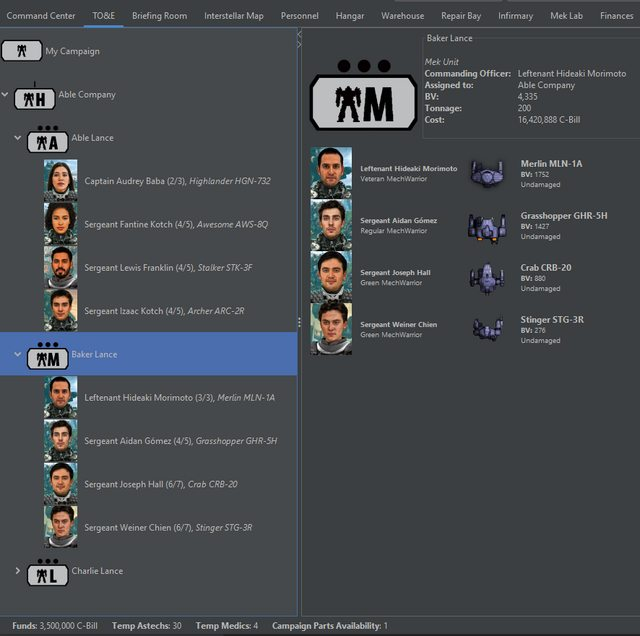 Command Center TO&E Briefing Room Interstellar Map Personnel Hangar Warehouse Repair Bay Infirmary Mek Lab Finances
My Campaign
H
Able Company
A
Able Lance
Captain Audrey Baba (2/3), Highlander HGN-732
Sergeant Fantine Kotch (4/5), Awesome AWS-8Q
Sergeant Lewis Franklin (4/5), Stalker STK-3F
Sergeant Izaac Kotch (4/5), Archer ARC-2R
M
Baker Lance
Leftenant Hideaki Morimoto (3/3), Merlin MLN-1A
Sergeant Aidan Gómez (4/5), Grasshopper GHR-5H
Sergeant Joseph Hall (6/7), Crab CRB-20
Sergeant Weiner Chien (6/7), Stinger STG-3R
L
Charlie Lance
M
Baker Lance
Mek Unit
Commanding Officer: Leftenant Hideaki Morimoto
Assigned to: Able Company
BV: 4,335
Tonnage: 200
Cost: 16,420,888 C-Bill
Leftenant Hideaki Morimoto
Veteran MechWarrior
Merlin MLN-1A
BV: 1752
Undamaged
Sergeant Aidan Gómez
Regular MechWarrior
Grasshopper GHR-5H
BV: 1427
Undamaged
Sergeant Joseph Hall
Green MechWarrior
Crab CRB-20
BV: 880
Undamaged
Sergeant Weiner Chien
Green MechWarrior
Stinger STG-3R
BV: 276
Undamaged
Funds: 3,500,000 C-Bill Temp Astechs: 30 Temp Medics: 4 Campaign Parts Availability: 1